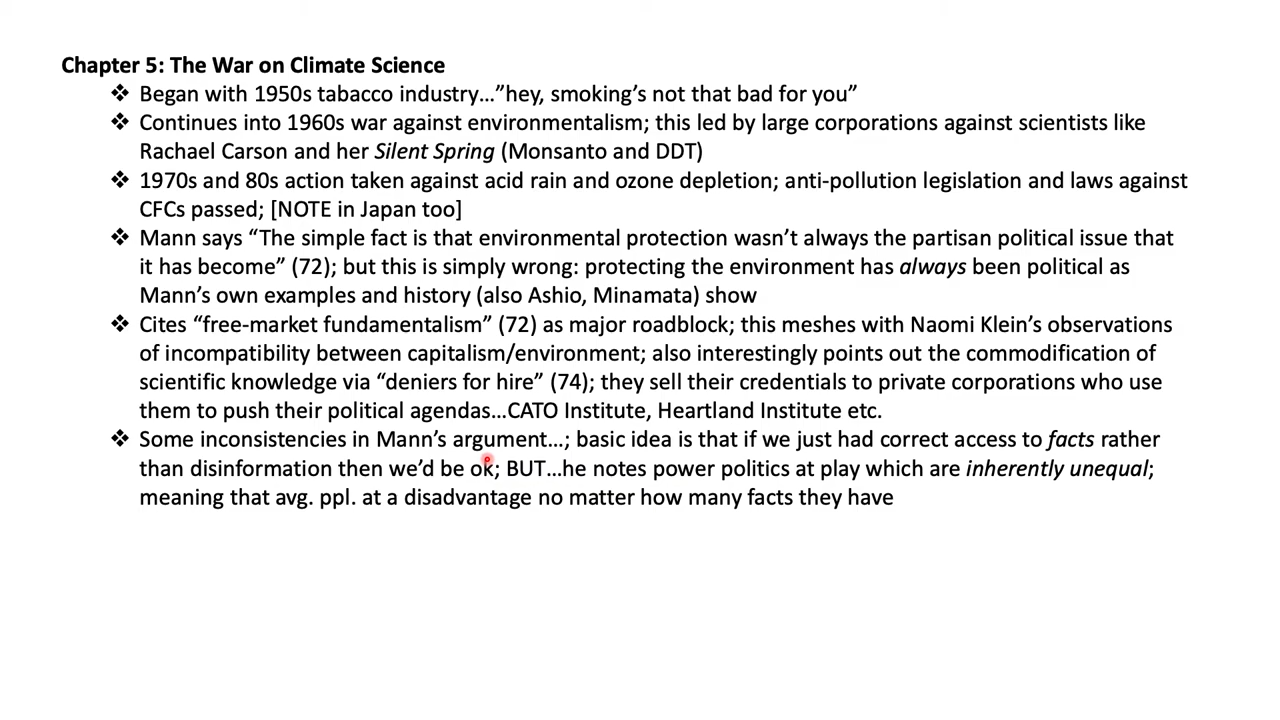 Chapter 5: The War on Climate Science
❖ Began with 1950s tabacco industry…”hey, smoking’s not that bad for you”
❖ Continues into 1960s war against environmentalism; this led by large corporations against scientists like
Rachael Carson and her Silent Spring (Monsanto and DDT)
❖ 1970s and 80s action taken against acid rain and ozone depletion; anti-pollution legislation and laws against
CFCs passed; [NOTE in Japan too]
❖ Mann says “The simple fact is that environmental protection wasn’t always the partisan political issue that
it has become” (72); but this is simply wrong: protecting the environment has always been political as
Mann’s own examples and history (also Ashio, Minamata) show
❖ Cites “free-market fundamentalism” (72) as major roadblock; this meshes with Naomi Klein’s observations
of incompatibility between capitalism/environment; also interestingly points out the commodification of
scientific knowledge via “deniers for hire” (74); they sell their credentials to private corporations who use
them to push their political agendas…CATO Institute, Heartland Institute etc.
❖ Some inconsistencies in Mann’s argument…; basic idea is that if we just had correct access to facts rather
than disinformation then we’d be ok; BUT…he notes power politics at play which are inherently unequal;
meaning that avg. ppl. at a disadvantage no matter how many facts they have